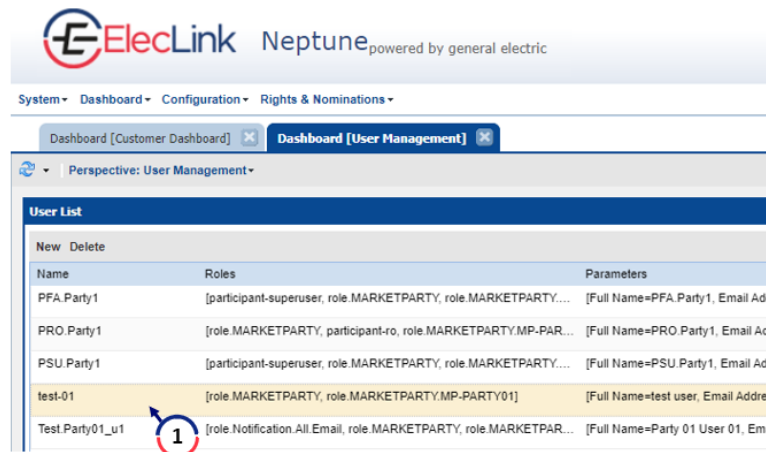 ElecLink Neptune powered by general electric
System Dashboard Configuration Rights & Nominations
Dashboard [Customer Dashboard] Dashboard [User Management]
Perspective: User Management
User List
New Delete
Name Roles Parameters
PFA.Party1 [participant-superuser, role.MARKETPARTY, role.MARKETPARTY.... [Full Name=PFA.Party1, Email Ad
PRO.Party1 [role.MARKETPARTY, participant-ro, role.MARKETPARTY.MP-PAR... [Full Name=PRO.Party1, Email Ac
PSU.Party1 [participant-superuser, role.MARKETPARTY, role.MARKETPARTY.... [Full Name=PSU.Party1, Email Ad
test-01 [role.MARKETPARTY, role.MARKETPARTY.MP-PARTY01] [Full Name=test user, Email Addre
Test.Party01_u1 [role.Notification.All.Email, role.MARKETPARTY, role.MARKETPAR... [Full Name=Party 01 User 01, Em
1